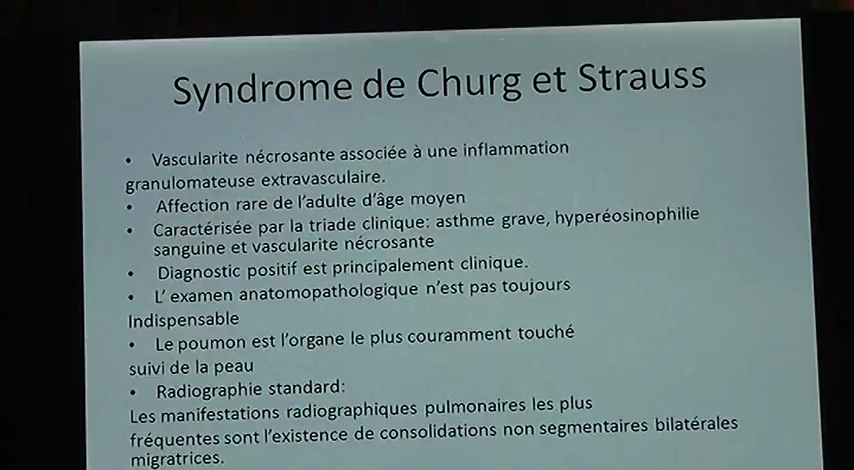 Syndrome de Churg et Strauss
• Vascularite nécrosante associée à une inflammation
granulomateuse extravasculaire.
• Affection rare de l'adulte d'âge moyen
• Caractérisée par la triade clinique: asthme grave, hyperéosinophilie
sanguine et vascularite nécrosante
• Diagnostic positif est principalement clinique.
• L' examen anatomopathologique n'est pas toujours
Indispensable
• Le poumon est l'organe le plus couramment touché
suivi de la peau
• Radiographie standard:
Les manifestations radiographiques pulmonaires les plus
fréquentes sont l'existence de consolidations non segmentaires bilatérales
migratrices.